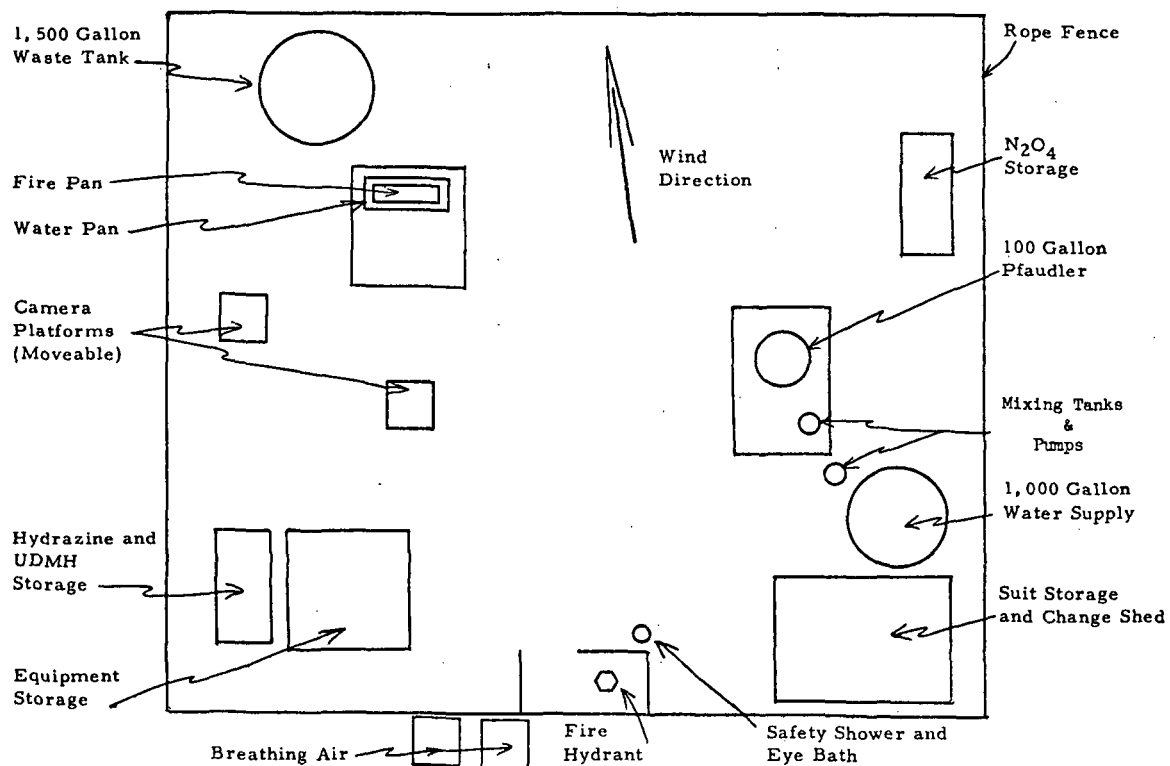 1,500 Gallon
Waste Tank
Rope Fence
Wind
Direction
N2O4
Storage
Fire Pan
Water Pan
100 Gallon
Pfaudler
Camera
Platforms
(Moveable)
Mixing Tanks
&
Pumps
1,000 Gallon
Water Supply
Hydrazine and
UDMH
Storage
Suit Storage
and Change Shed
Equipment
Storage
Breathing Air
Fire
Hydrant
Safety Shower and
Eye Bath